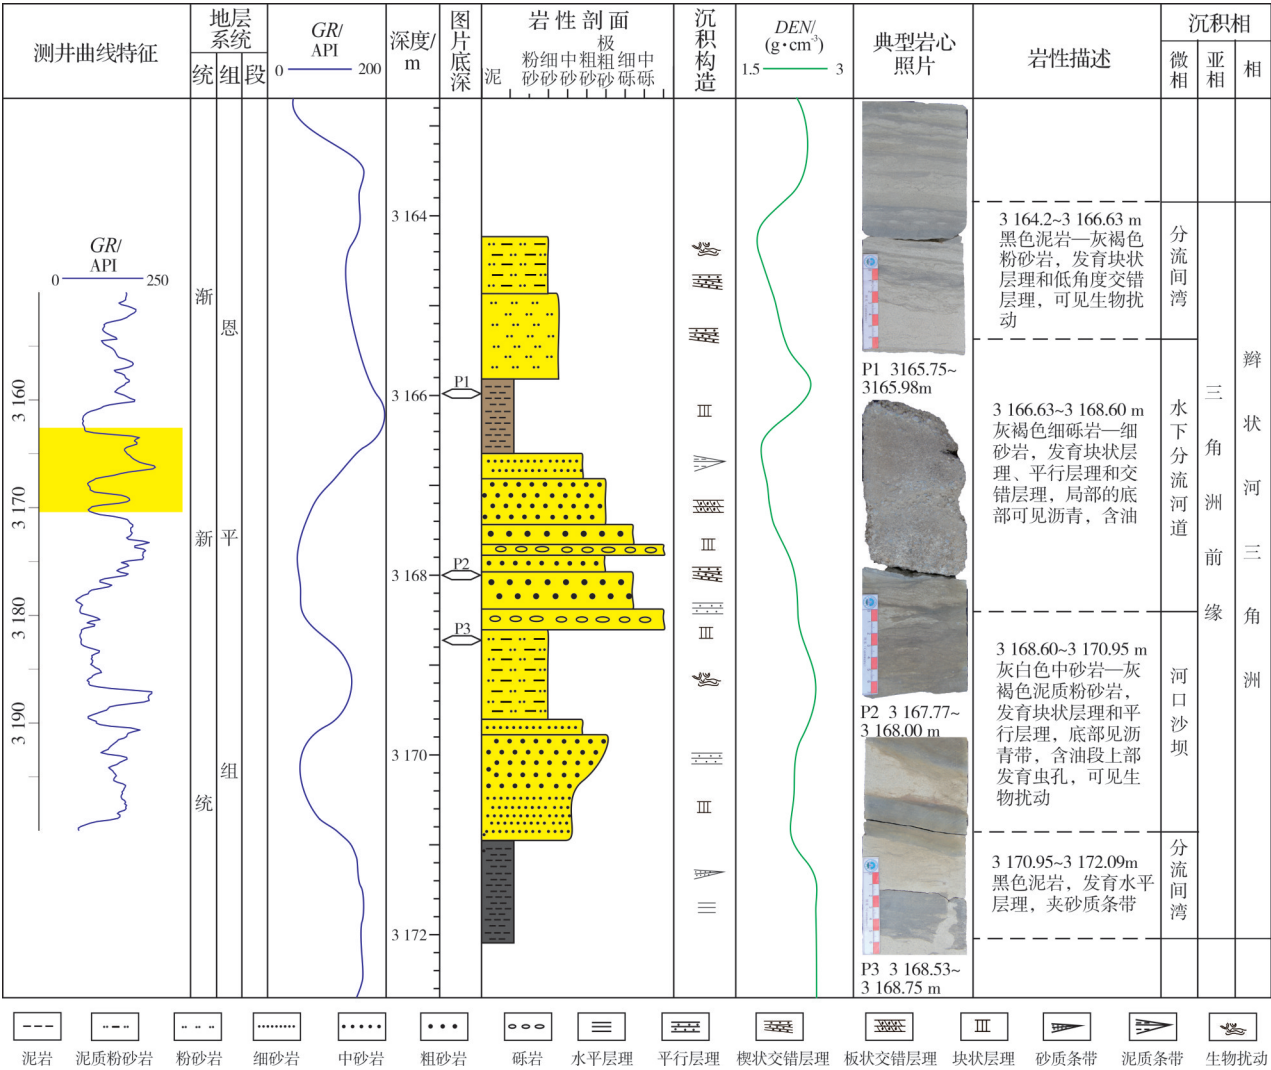 测井曲线特征
地层
系统
统 组 段
GR/
API
0 200
深度/
m
图片底深
岩性剖面
泥 粉砂 细砂 中砂 粗砂 极粗砂 细砾 中砾
沉积构造
DEN/
(g·cm⁻³)
1.5 3
典型岩心
照片
岩性描述
沉积相
微相 亚相 相
GR/
API
0 250
3 160
3 170
3 180
3 190
渐新统
恩平组
3 164
3 166
3 168
3 170
3 172
P1
P2
P3
P1 3165.75~
3165.98m
P2 3 167.77~
3 168.00 m
P3 3 168.53~
3 168.75 m
3 164.2~3 166.63 m
黑色泥岩—灰褐色
粉砂岩，发育块状
层理和低角度交错
层理，可见生物扰
动
3 166.63~3 168.60 m
灰褐色细砾岩—细
砂岩，发育块状层
理、平行层理和交
错层理，局部的底
部可见沥青，含油
3 168.60~3 170.95 m
灰白色中砂岩—灰
褐色泥质粉砂岩，
发育块状层理和平
行层理，底部见沥
青带，含油段上部
发育虫孔，可见生
物扰动
3 170.95~3 172.09m
黑色泥岩，发育水平
层理，夹砂质条带
分流间湾
水下分流河道
河口沙坝
分流间湾
三角洲前缘
辫状河三角洲
泥岩 泥质粉砂岩 粉砂岩 细砂岩 中砂岩 粗砂岩 砾岩 水平层理 平行层理 楔状交错层理 板状交错层理 块状层理 砂质条带 泥质条带 生物扰动